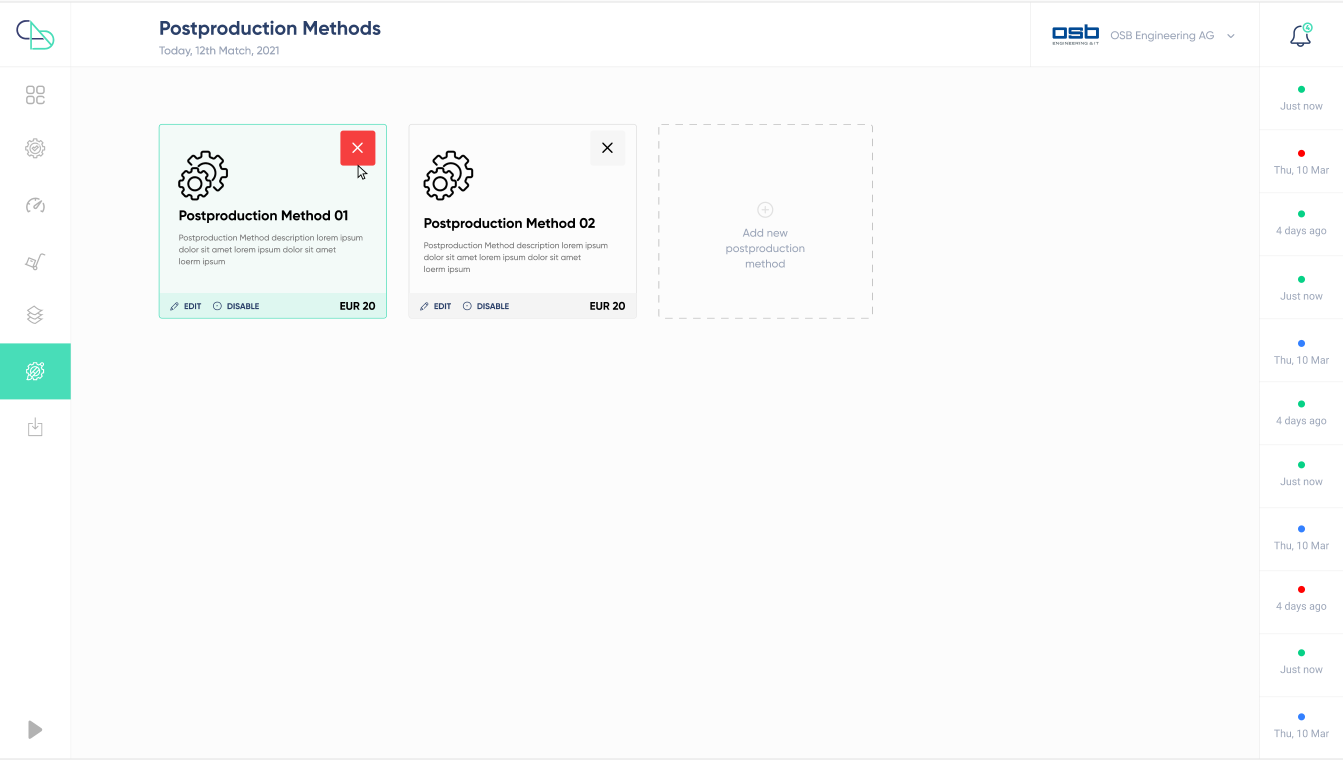 Postproduction Methods
Today, 12th Match, 2021
osb
ENGINEERING & IT
OSB Engineering AG
Postproduction Method 01
Postproduction Method description lorem ipsum
dolor sit amet lorem ipsum dolor sit amet
loerm ipsum
EDIT DISABLE EUR 20
Postproduction Method 02
Postproduction Method description lorem ipsum
dolor sit amet lorem ipsum dolor sit amet
loerm ipsum
EDIT DISABLE EUR 20
Add new
postproduction
method
Just now
Thu, 10 Mar
4 days ago
Just now
Thu, 10 Mar
4 days ago
Just now
Thu, 10 Mar
4 days ago
Just now
Thu, 10 Mar